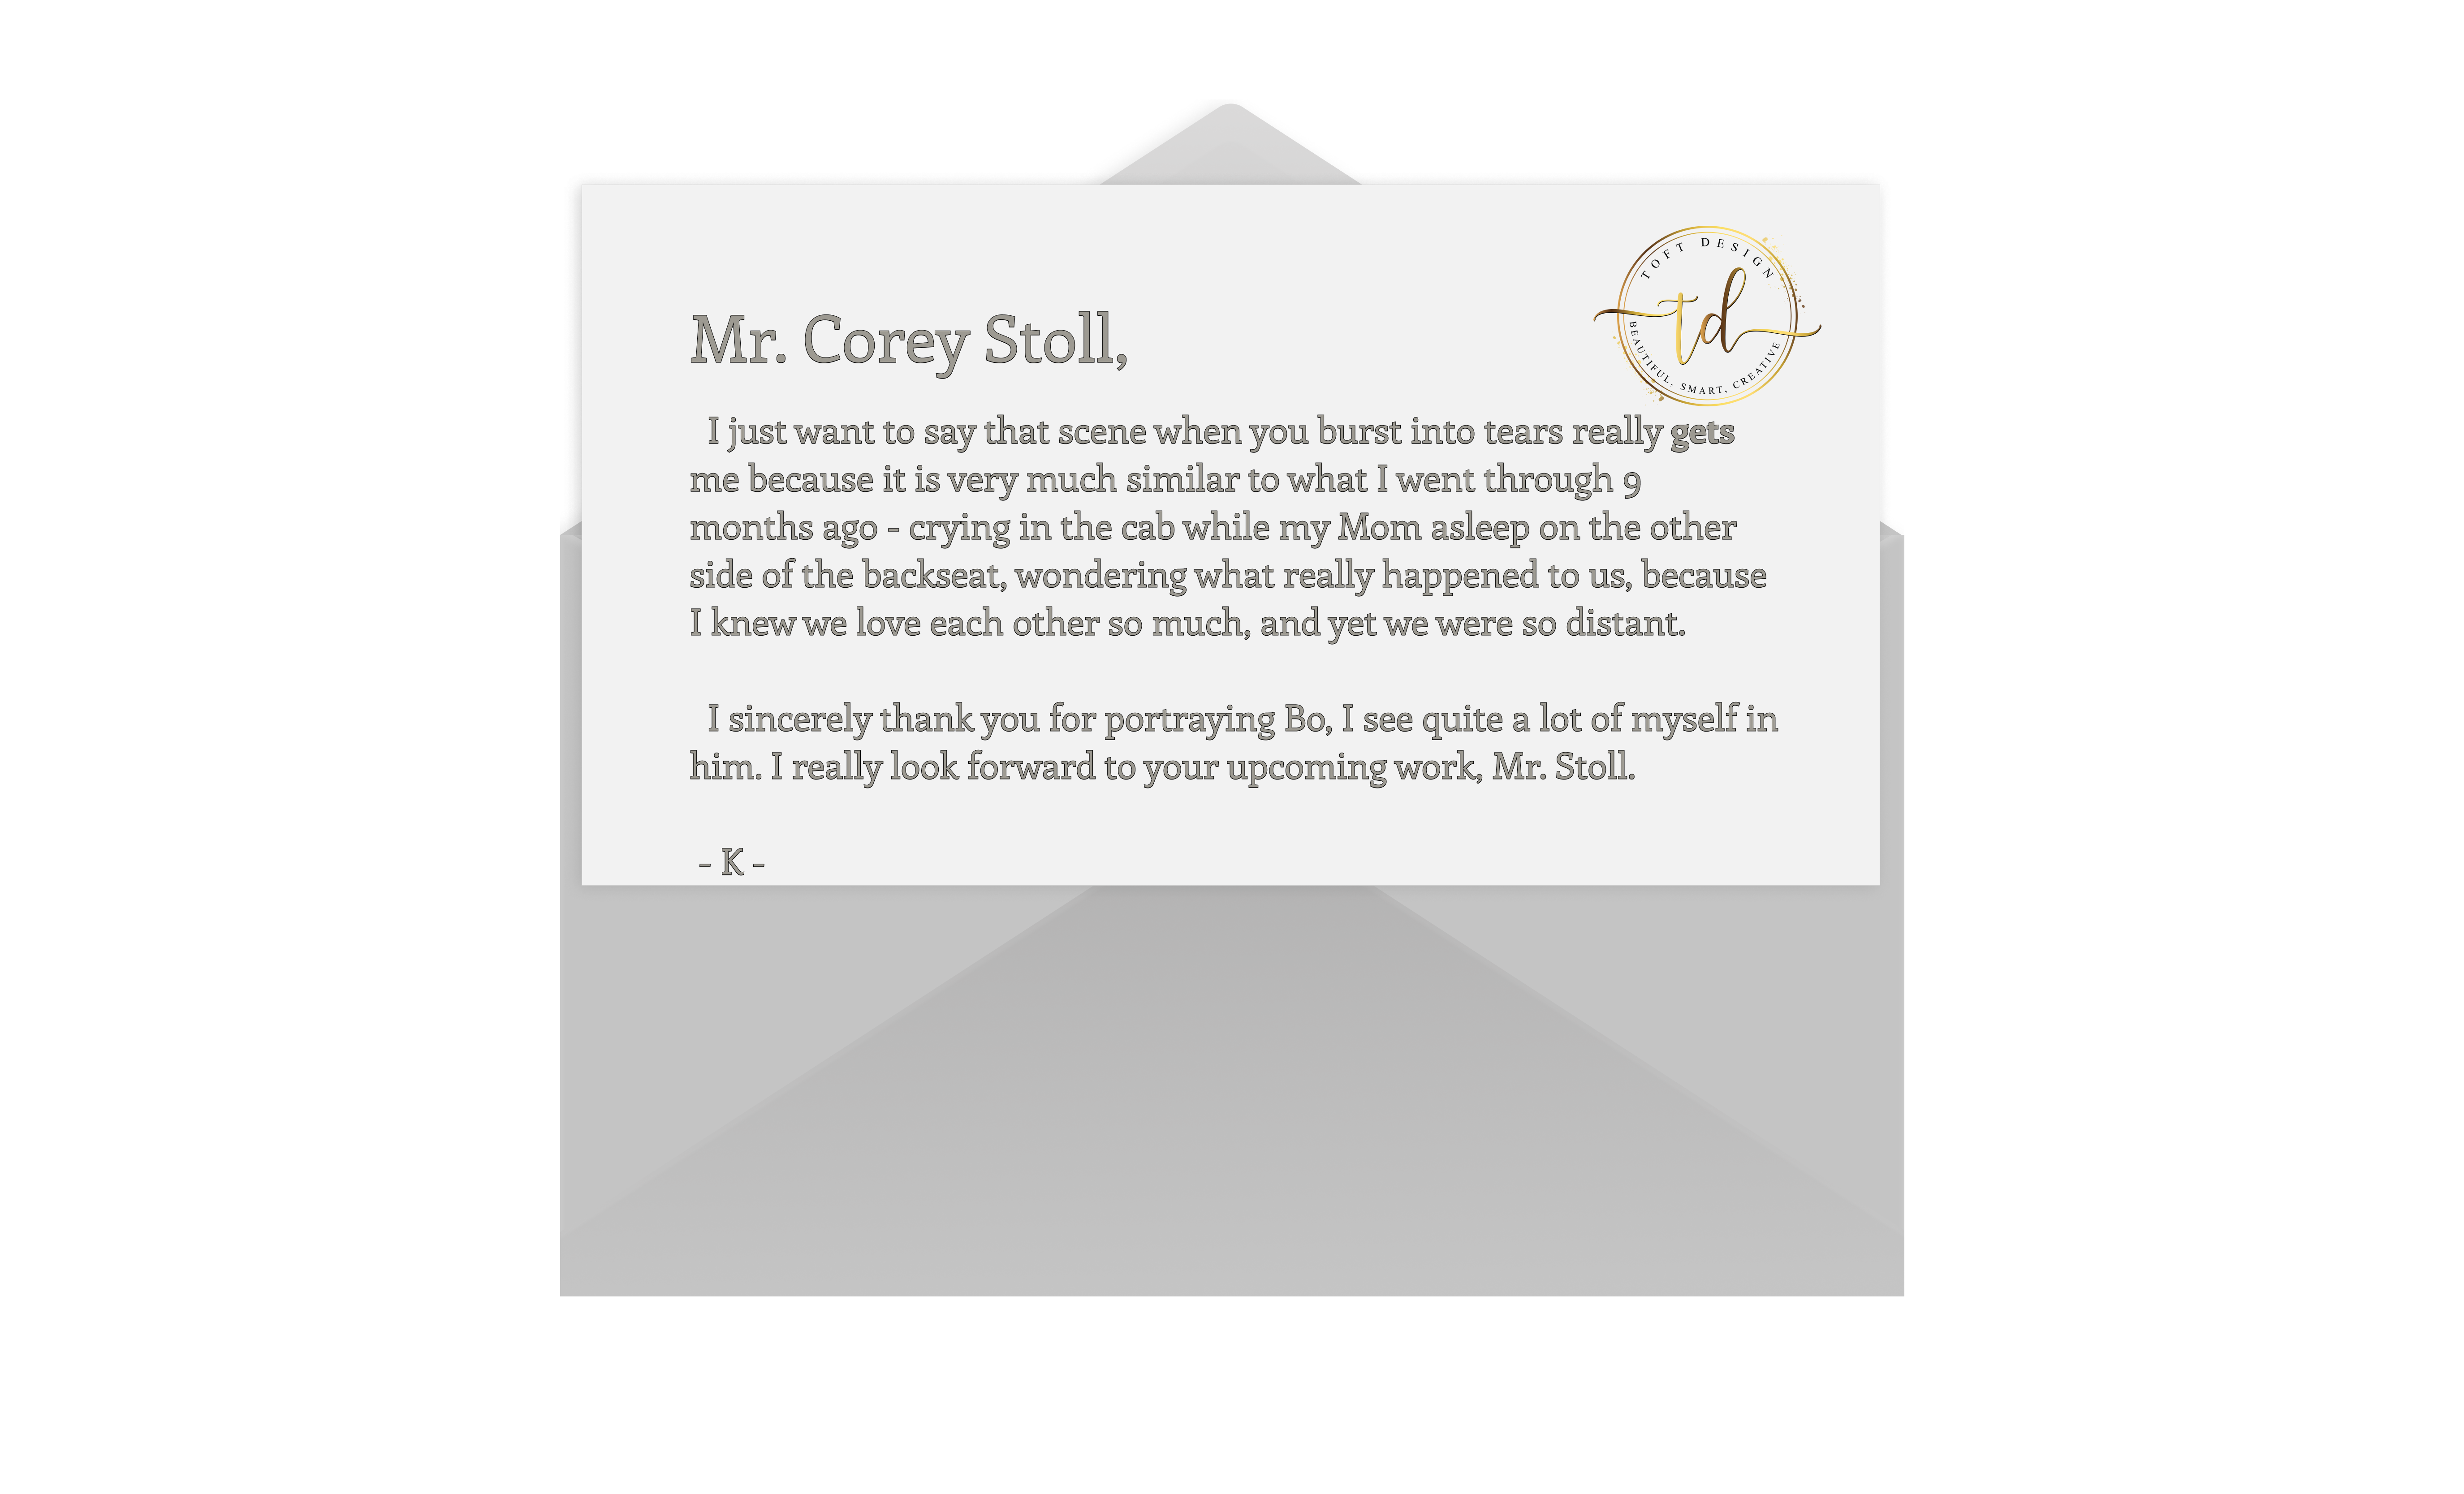 TOFT DESIGN
td
BEAUTIFUL, SMART, CREATIVE
Mr. Corey Stoll,
I just want to say that scene when you burst into tears really gets
me because it is very much similar to what I went through 9
months ago - crying in the cab while my Mom asleep on the other
side of the backseat, wondering what really happened to us, because
I knew we love each other so much, and yet we were so distant.
I sincerely thank you for portraying Bo, I see quite a lot of myself in
him. I really look forward to your upcoming work, Mr. Stoll.
- K -